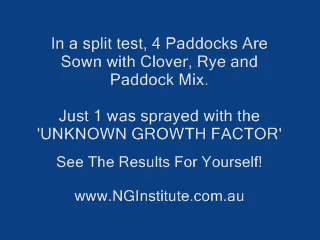 In a split test, 4 Paddocks Are
Sown with Clover, Rye and
Paddock Mix.
Just 1 was sprayed with the
'UNKNOWN GROWTH FACTOR'
See The Results For Yourself!
www.NGInstitute.com.au